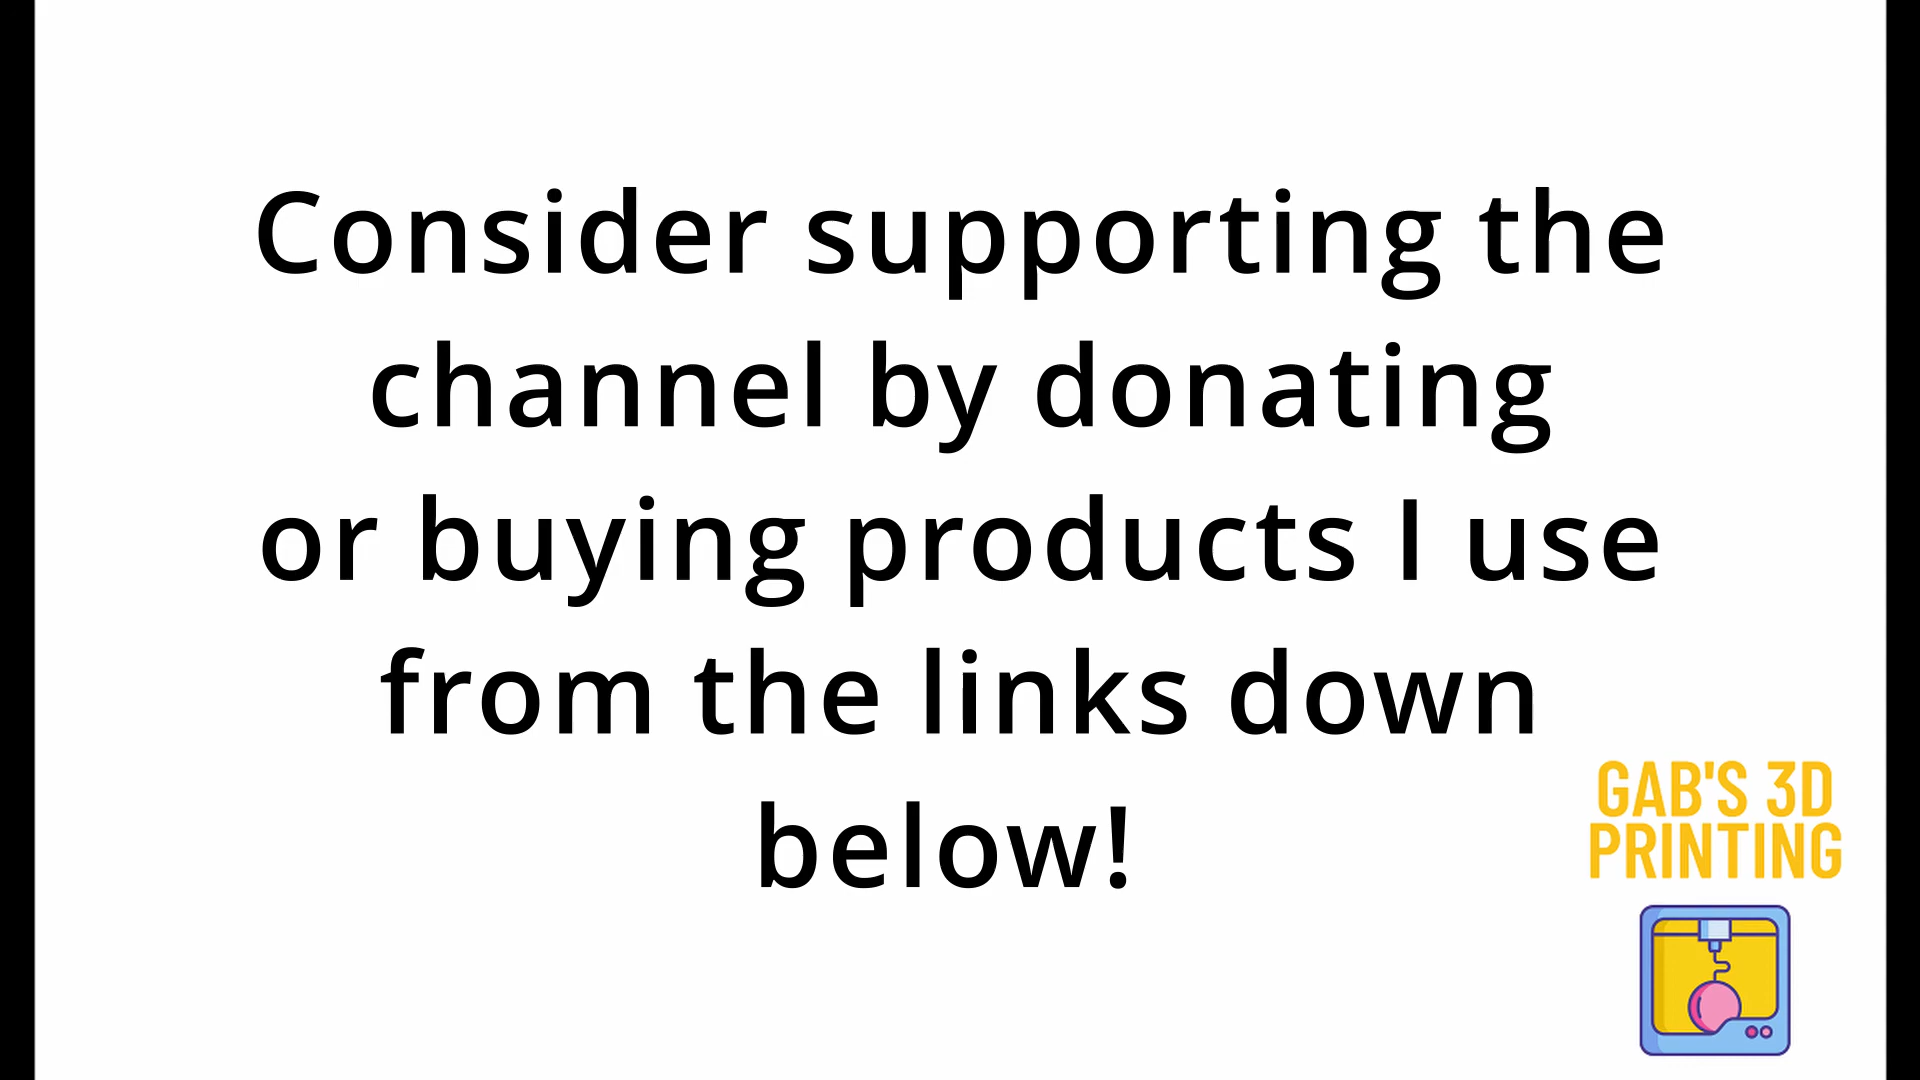 Consider supporting the
channel by donating
or buying products I use
from the links down
below!
GAB'S 3D
PRINTING